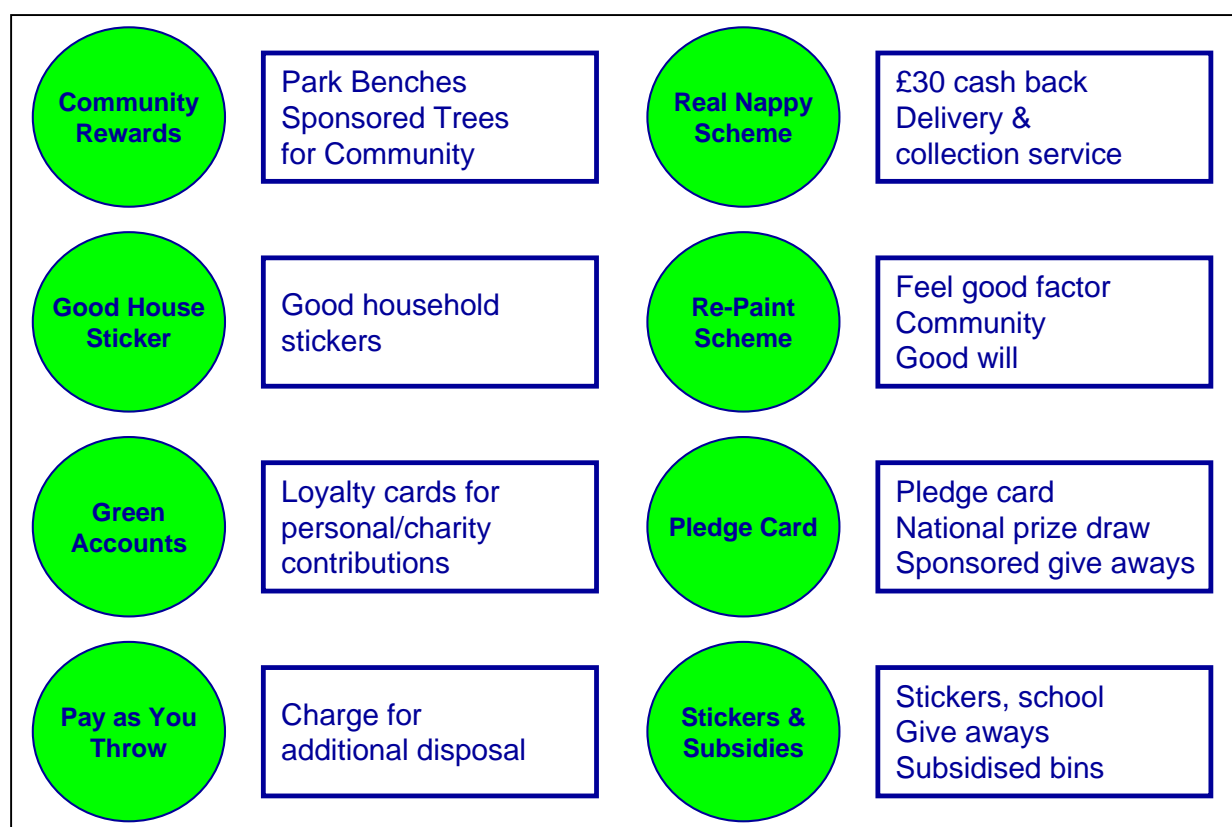 Community
Rewards
Park Benches
Sponsored Trees
for Community
Real Nappy
Scheme
£30 cash back
Delivery &
collection service
Good House
Sticker
Good household
stickers
Re-Paint
Scheme
Feel good factor
Community
Good will
Green
Accounts
Loyalty cards for
personal/charity
contributions
Pledge Card
Pledge card
National prize draw
Sponsored give aways
Pay as You
Throw
Charge for
additional disposal
Stickers &
Subsidies
Stickers, school
Give aways
Subsidised bins